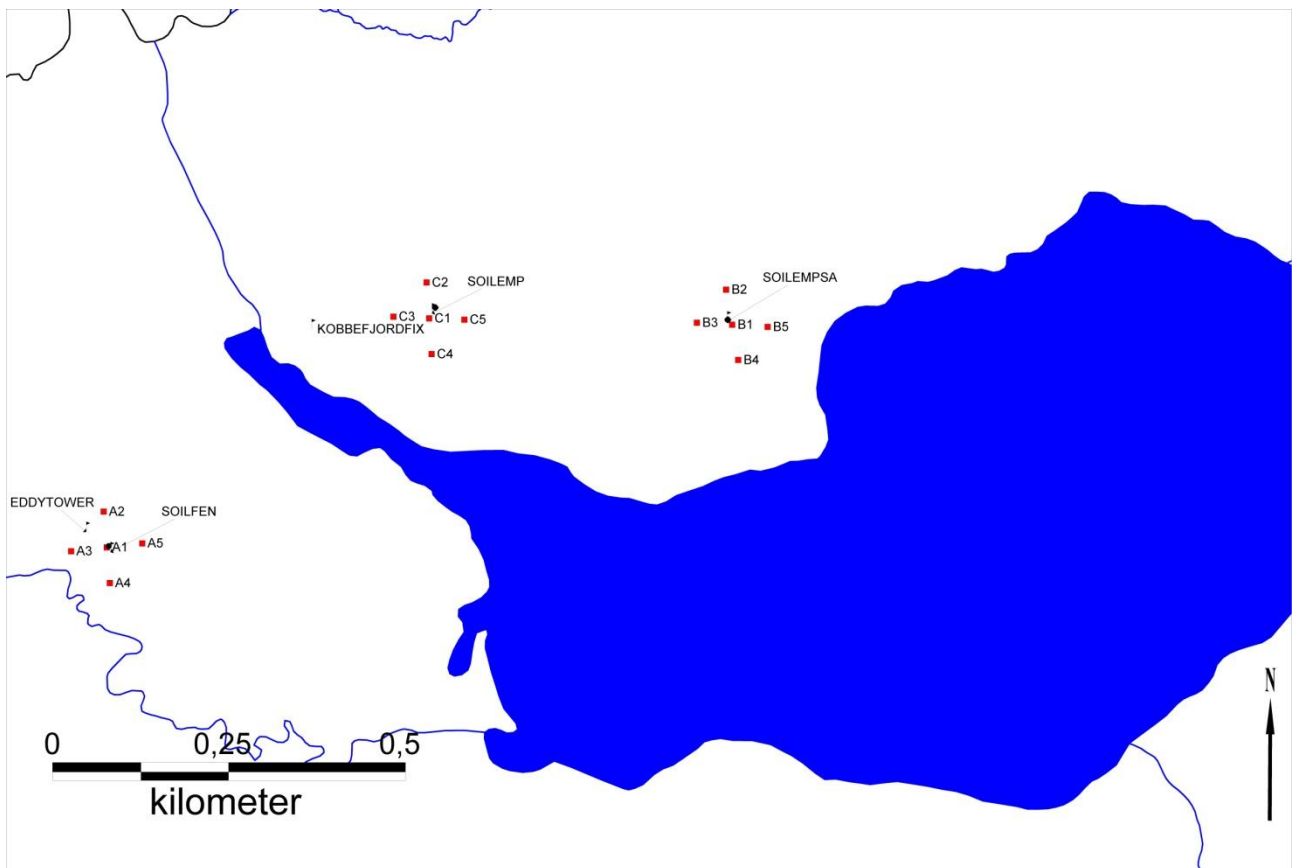 C2
SOILEMP
SOILEMPSA
B2
C3
C1
C5
KOBBEFJORDFIX
B3
B1
B5
C4
B4
EDDYTOWER
A2
SOILFEN
A3
A1
A5
A4
N
0 0,25 0,5
kilometer